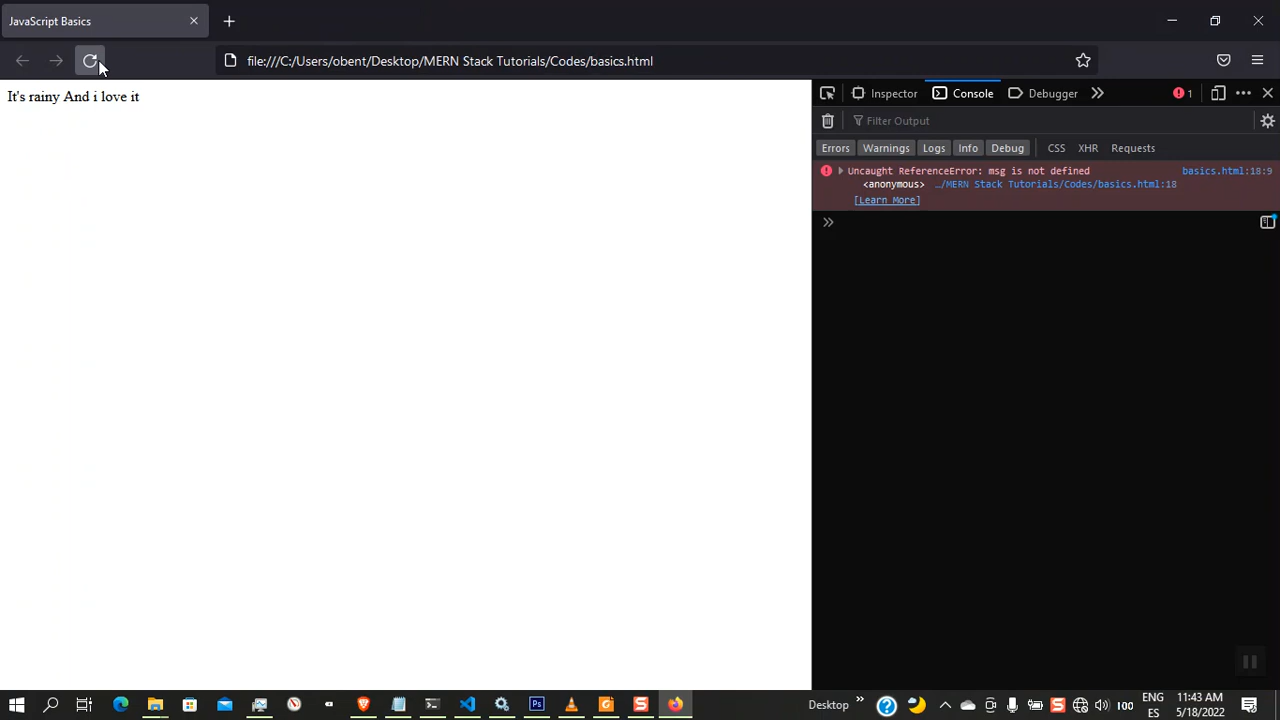 JavaScript Basics
file:///C:/Users/obent/Desktop/MERN Stack Tutorials/Codes/basics.html
It's rainy And i love it
Inspector Console Debugger 1
Filter Output
Errors Warnings Logs Info Debug CSS XHR Requests
Uncaught ReferenceError: msg is not defined basics.html:18:9
<anonymous> …/MERN Stack Tutorials/Codes/basics.html:18
[Learn More]
Desktop 100 ENG 11:43 AM
ES 5/18/2022